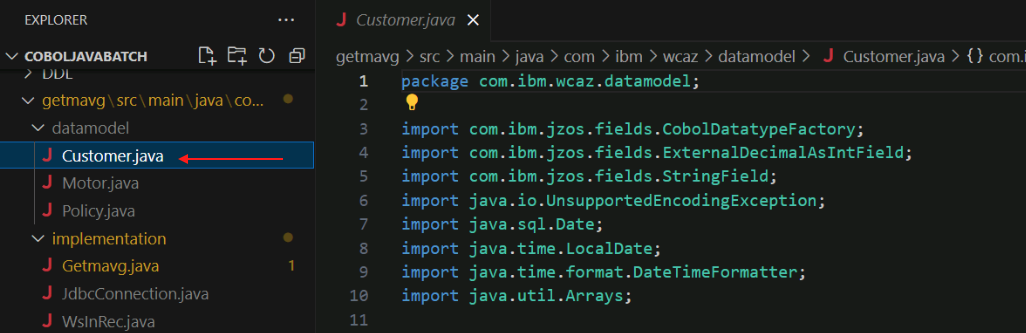 EXPLORER
COBOLJAVABATCH
DDL
getmavg\src\main\java\co...
datamodel
J Customer.java
J Motor.java
J Policy.java
implementation
J Getmavg.java 1
J JdbcConnection.java
J WsInRec.java
J Customer.java
getmavg > src > main > java > com > ibm > wcaz > datamodel > J Customer.java > {} com.i
1 package com.ibm.wcaz.datamodel;
2
3 import com.ibm.jzos.fields.CobolDatatypeFactory;
4 import com.ibm.jzos.fields.ExternalDecimalAsIntField;
5 import com.ibm.jzos.fields.StringField;
6 import java.io.UnsupportedEncodingException;
7 import java.sql.Date;
8 import java.time.LocalDate;
9 import java.time.format.DateTimeFormatter;
10 import java.util.Arrays;
11